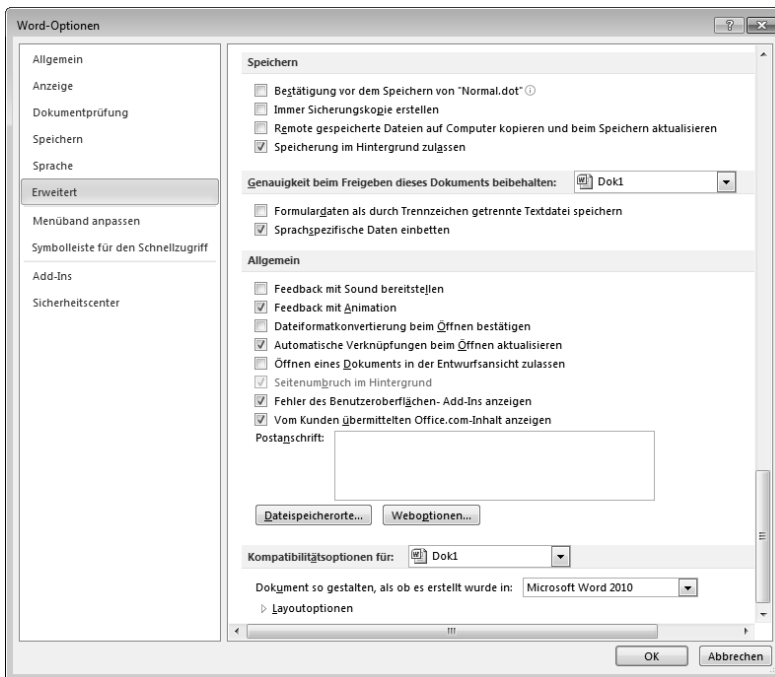 Word-Optionen
Allgemein
Anzeige
Dokumentprüfung
Speichern
Sprache
Erweitert
Menüband anpassen
Symbolleiste für den Schnellzugriff
Add-Ins
Sicherheitscenter
Speichern
Bestätigung vor dem Speichern von "Normal.dot"
Immer Sicherungskopie erstellen
Remote gespeicherte Dateien auf Computer kopieren und beim Speichern aktualisieren
Speicherung im Hintergrund zulassen
Genauigkeit beim Freigeben dieses Dokuments beibehalten: Dok1
Formulardaten als durch Trennzeichen getrennte Textdatei speichern
Sprachspezifische Daten einbetten
Allgemein
Feedback mit Sound bereitstellen
Feedback mit Animation
Dateiformatkonvertierung beim Öffnen bestätigen
Automatische Verknüpfungen beim Öffnen aktualisieren
Öffnen eines Dokuments in der Entwurfsansicht zulassen
Seitenumbruch im Hintergrund
Fehler des Benutzeroberflächen- Add-Ins anzeigen
Vom Kunden übermittelten Office.com-Inhalt anzeigen
Postanschrift:
Dateispeicherorte... Weboptionen...
Kompatibilitätsoptionen für: Dok1
Dokument so gestalten, als ob es erstellt wurde in: Microsoft Word 2010
Layoutoptionen
OK Abbrechen